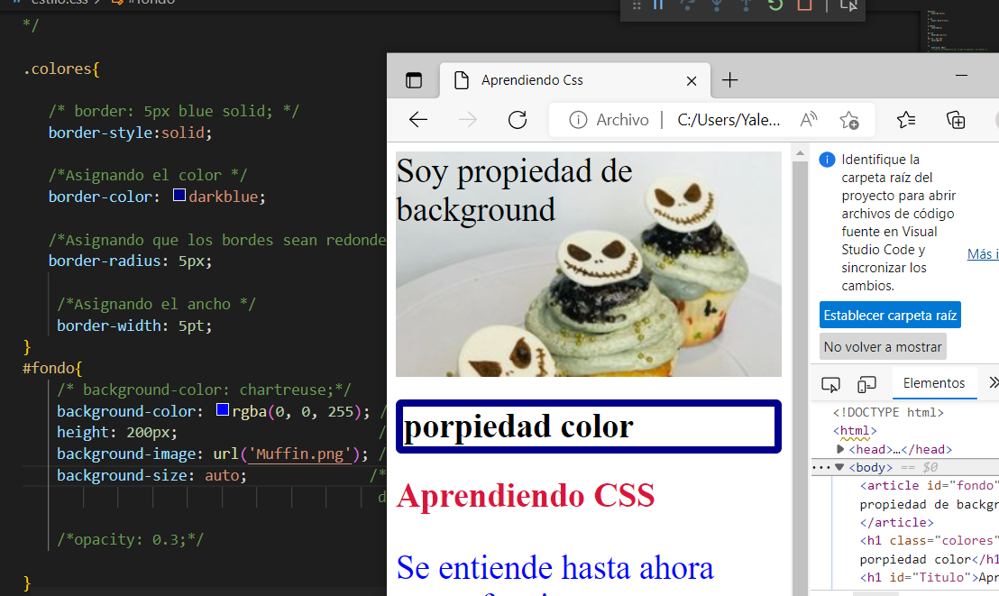 estilo.css > #fondo
*/
.colores{
/* border: 5px blue solid; */
border-style:solid;
/*Asignando el color */
border-color: darkblue;
/*Asignando que los bordes sean redonde
border-radius: 5px;
/*Asignando el ancho */
border-width: 5pt;
}
#fondo{
/* background-color: chartreuse;*/
background-color: rgba(0, 0, 255); /
height: 200px; /
background-image: url('Muffin.png'); /
background-size: auto; /*
d
/*opacity: 0.3;*/
}
Aprendiendo Css
Archivo | C:/Users/Yale...
Soy propiedad de
background
porpiedad color
Aprendiendo CSS
Se entiende hasta ahora
Identifique la
carpeta raíz del
proyecto para abrir
archivos de código
fuente en Visual
Studio Code y
sincronizar los
cambios.
Más i
Establecer carpeta raíz
No volver a mostrar
Elementos
<!DOCTYPE html>
<html>
<head>…</head>
<body> == $0
<article id="fondo"
propiedad de backgr
</article>
<h1 class="colores"
porpiedad color</h1
<h1 id="Titulo">Apr